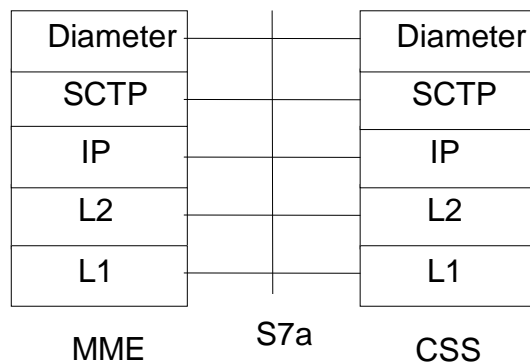 Diameter Diameter
SCTP SCTP
IP IP
L2 L2
L1 L1
MME S7a CSS